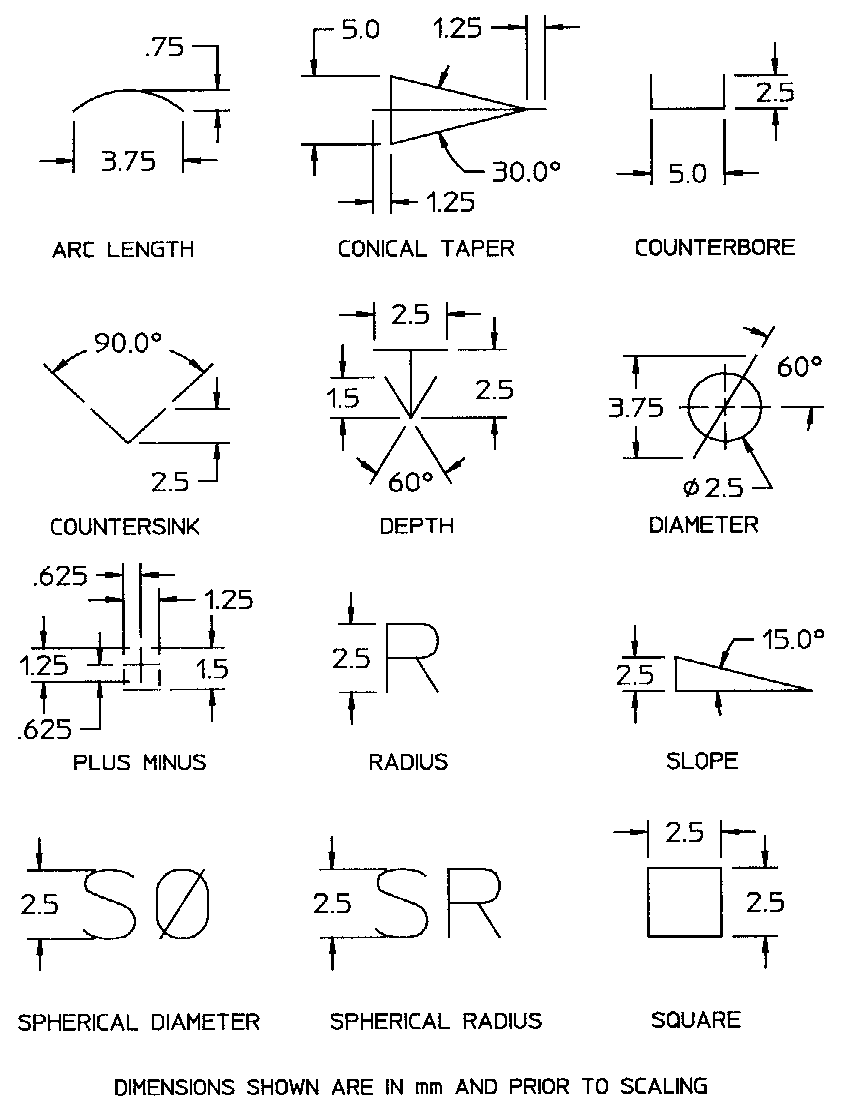 .75
5.0
1.25
2.5
3.75
30.0°
5.0
1.25
ARC LENGTH
CONICAL TAPER
COUNTERBORE
90.0°
2.5
60°
1.5
2.5
3.75
2.5
60°
Ø2.5
COUNTERSINK
DEPTH
DIAMETER
.625
1.25
1.25
1.5
2.5
2.5
15.0°
.625
PLUS MINUS
RADIUS
SLOPE
R
2.5
2.5
SØ
2.5
SR
2.5
SPHERICAL DIAMETER
SPHERICAL RADIUS
SQUARE
DIMENSIONS SHOWN ARE IN mm AND PRIOR TO SCALING